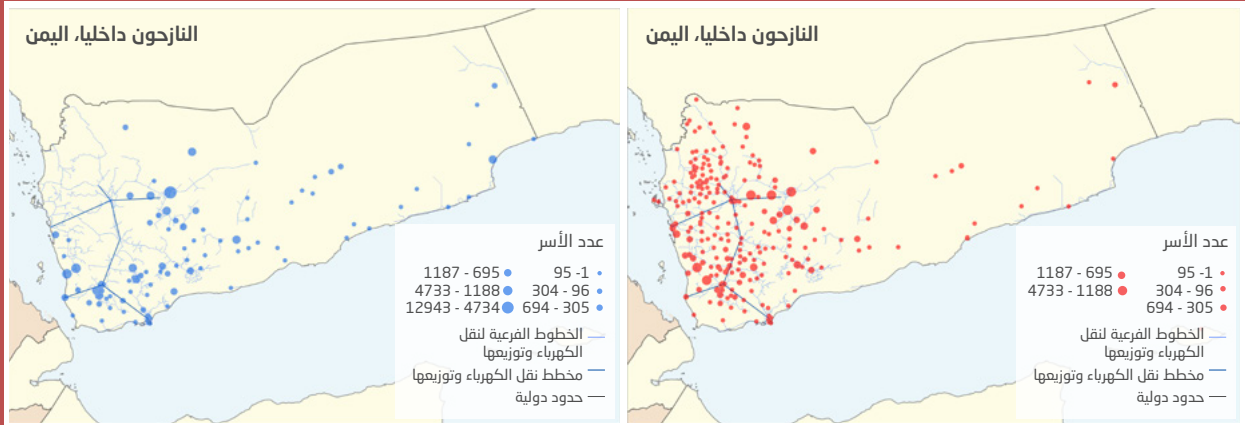 النازحون داخليا، اليمن
عدد الأسر
1- 95
96 - 304
305 - 694
695 - 1187
1188 - 4733
الخطوط الفرعية لنقل
الكهرباء وتوزيعها
مخطط نقل الكهرباء وتوزيعها
حدود دولية
النازحون داخليا، اليمن
عدد الأسر
1- 95
96 - 304
305 - 694
695 - 1187
1188 - 4733
4734 - 12943
الخطوط الفرعية لنقل
الكهرباء وتوزيعها
مخطط نقل الكهرباء وتوزيعها
حدود دولية